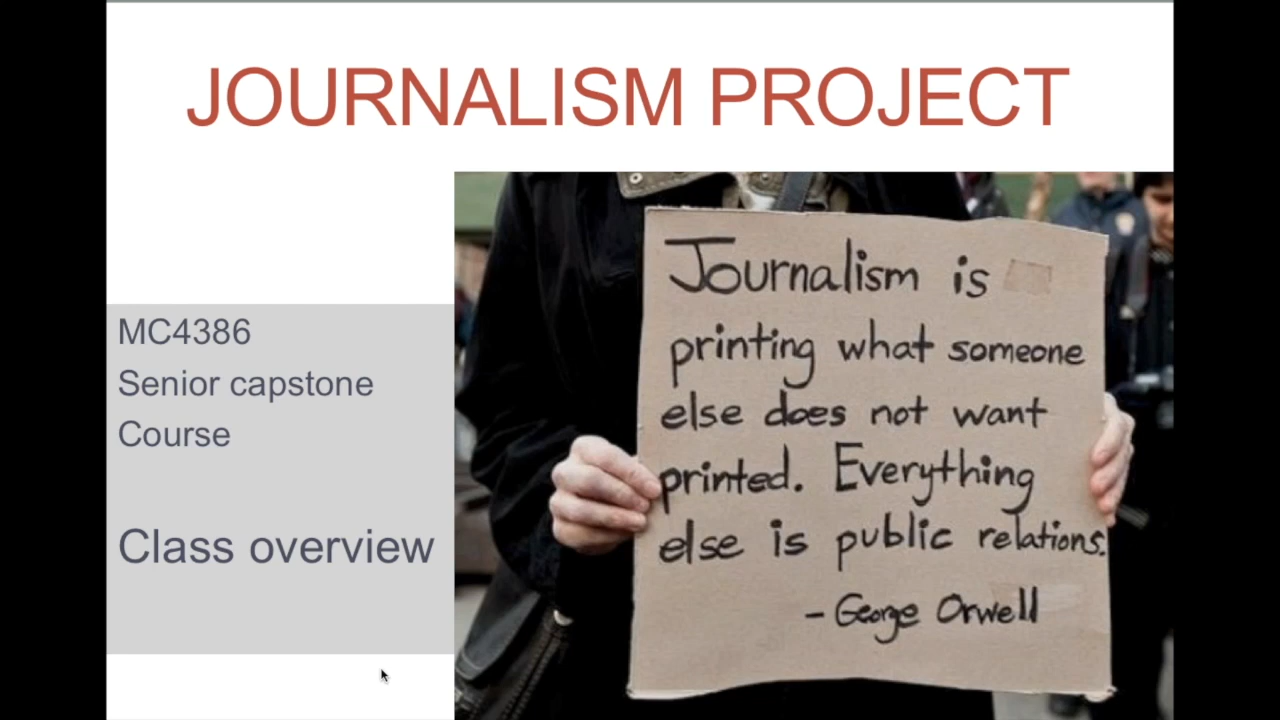 JOURNALISM PROJECT
MC4386
Senior capstone
Course
Class overview
Journalism is
printing what someone
else does not want
printed. Everything
else is public relations.
- George Orwell